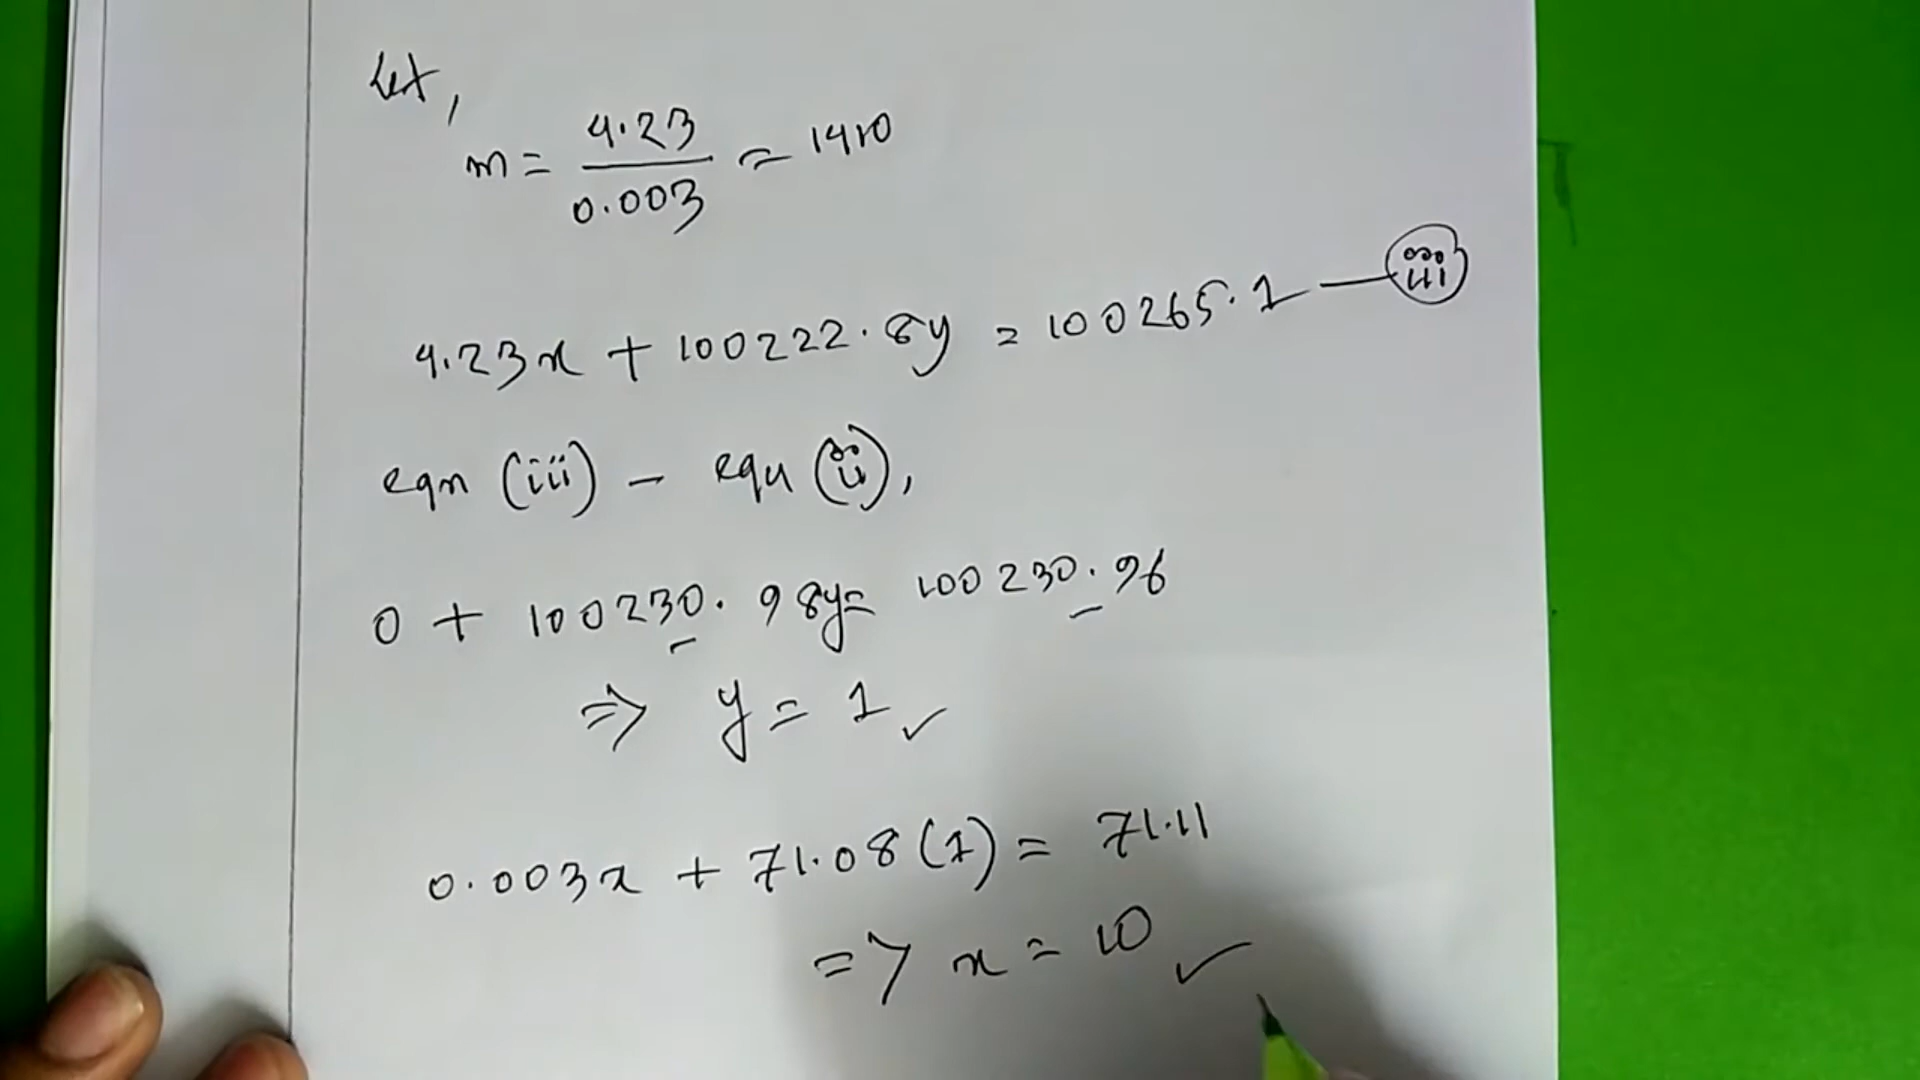 Let,
m = 4.23 / 0.003 = 1410
4.23x + 100222.8y = 100265.1 — (iii)
eqn (iii) - equ (ii),
0 + 100230.98y = 100230.96
⇒ y = 1 ✓
0.003x + 71.08(1) = 71.11
=> x = 10 ✓